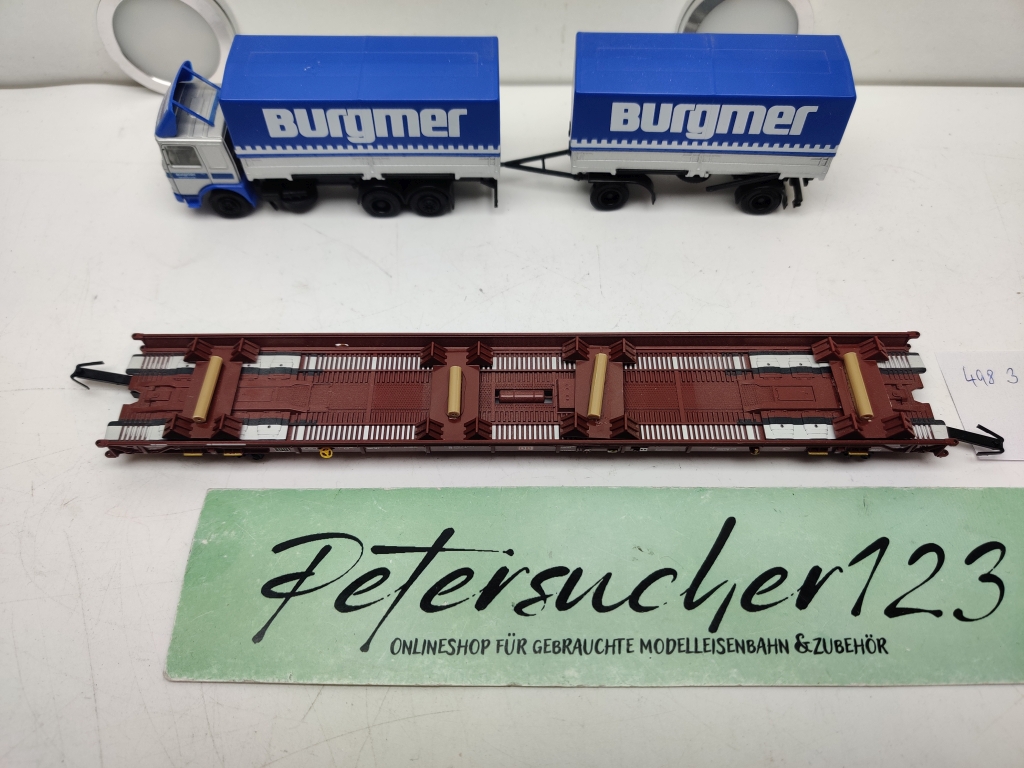 Burgmer
Burgmer
498 3
Petersucher123
ONLINESHOP FÜR GEBRAUCHTE MODELLEISENBAHN & ZUBEHÖR